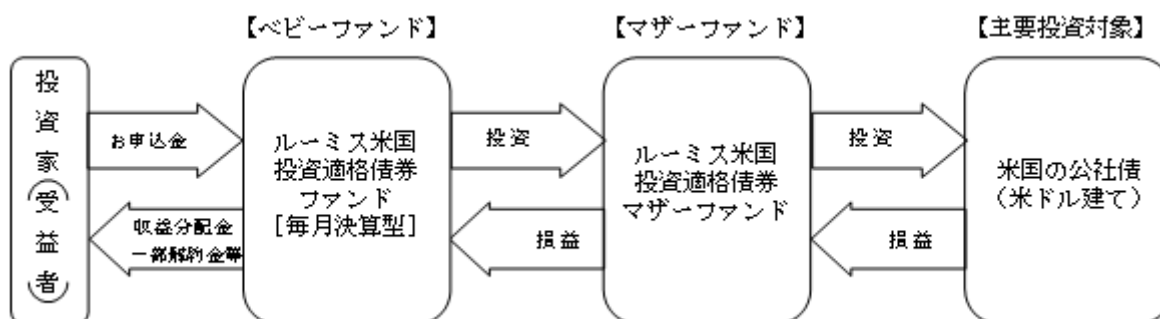 【ベビーファンド】
【マザーファンド】
【主要投資対象】
投資家(受益者)
お申込金
収益分配金
一部解約金等
ルーミス米国
投資適格債券
ファンド
[毎月決算型]
投資
損益
ルーミス米国
投資適格債券
マザーファンド
投資
損益
米国の公社債
(米ドル建て)